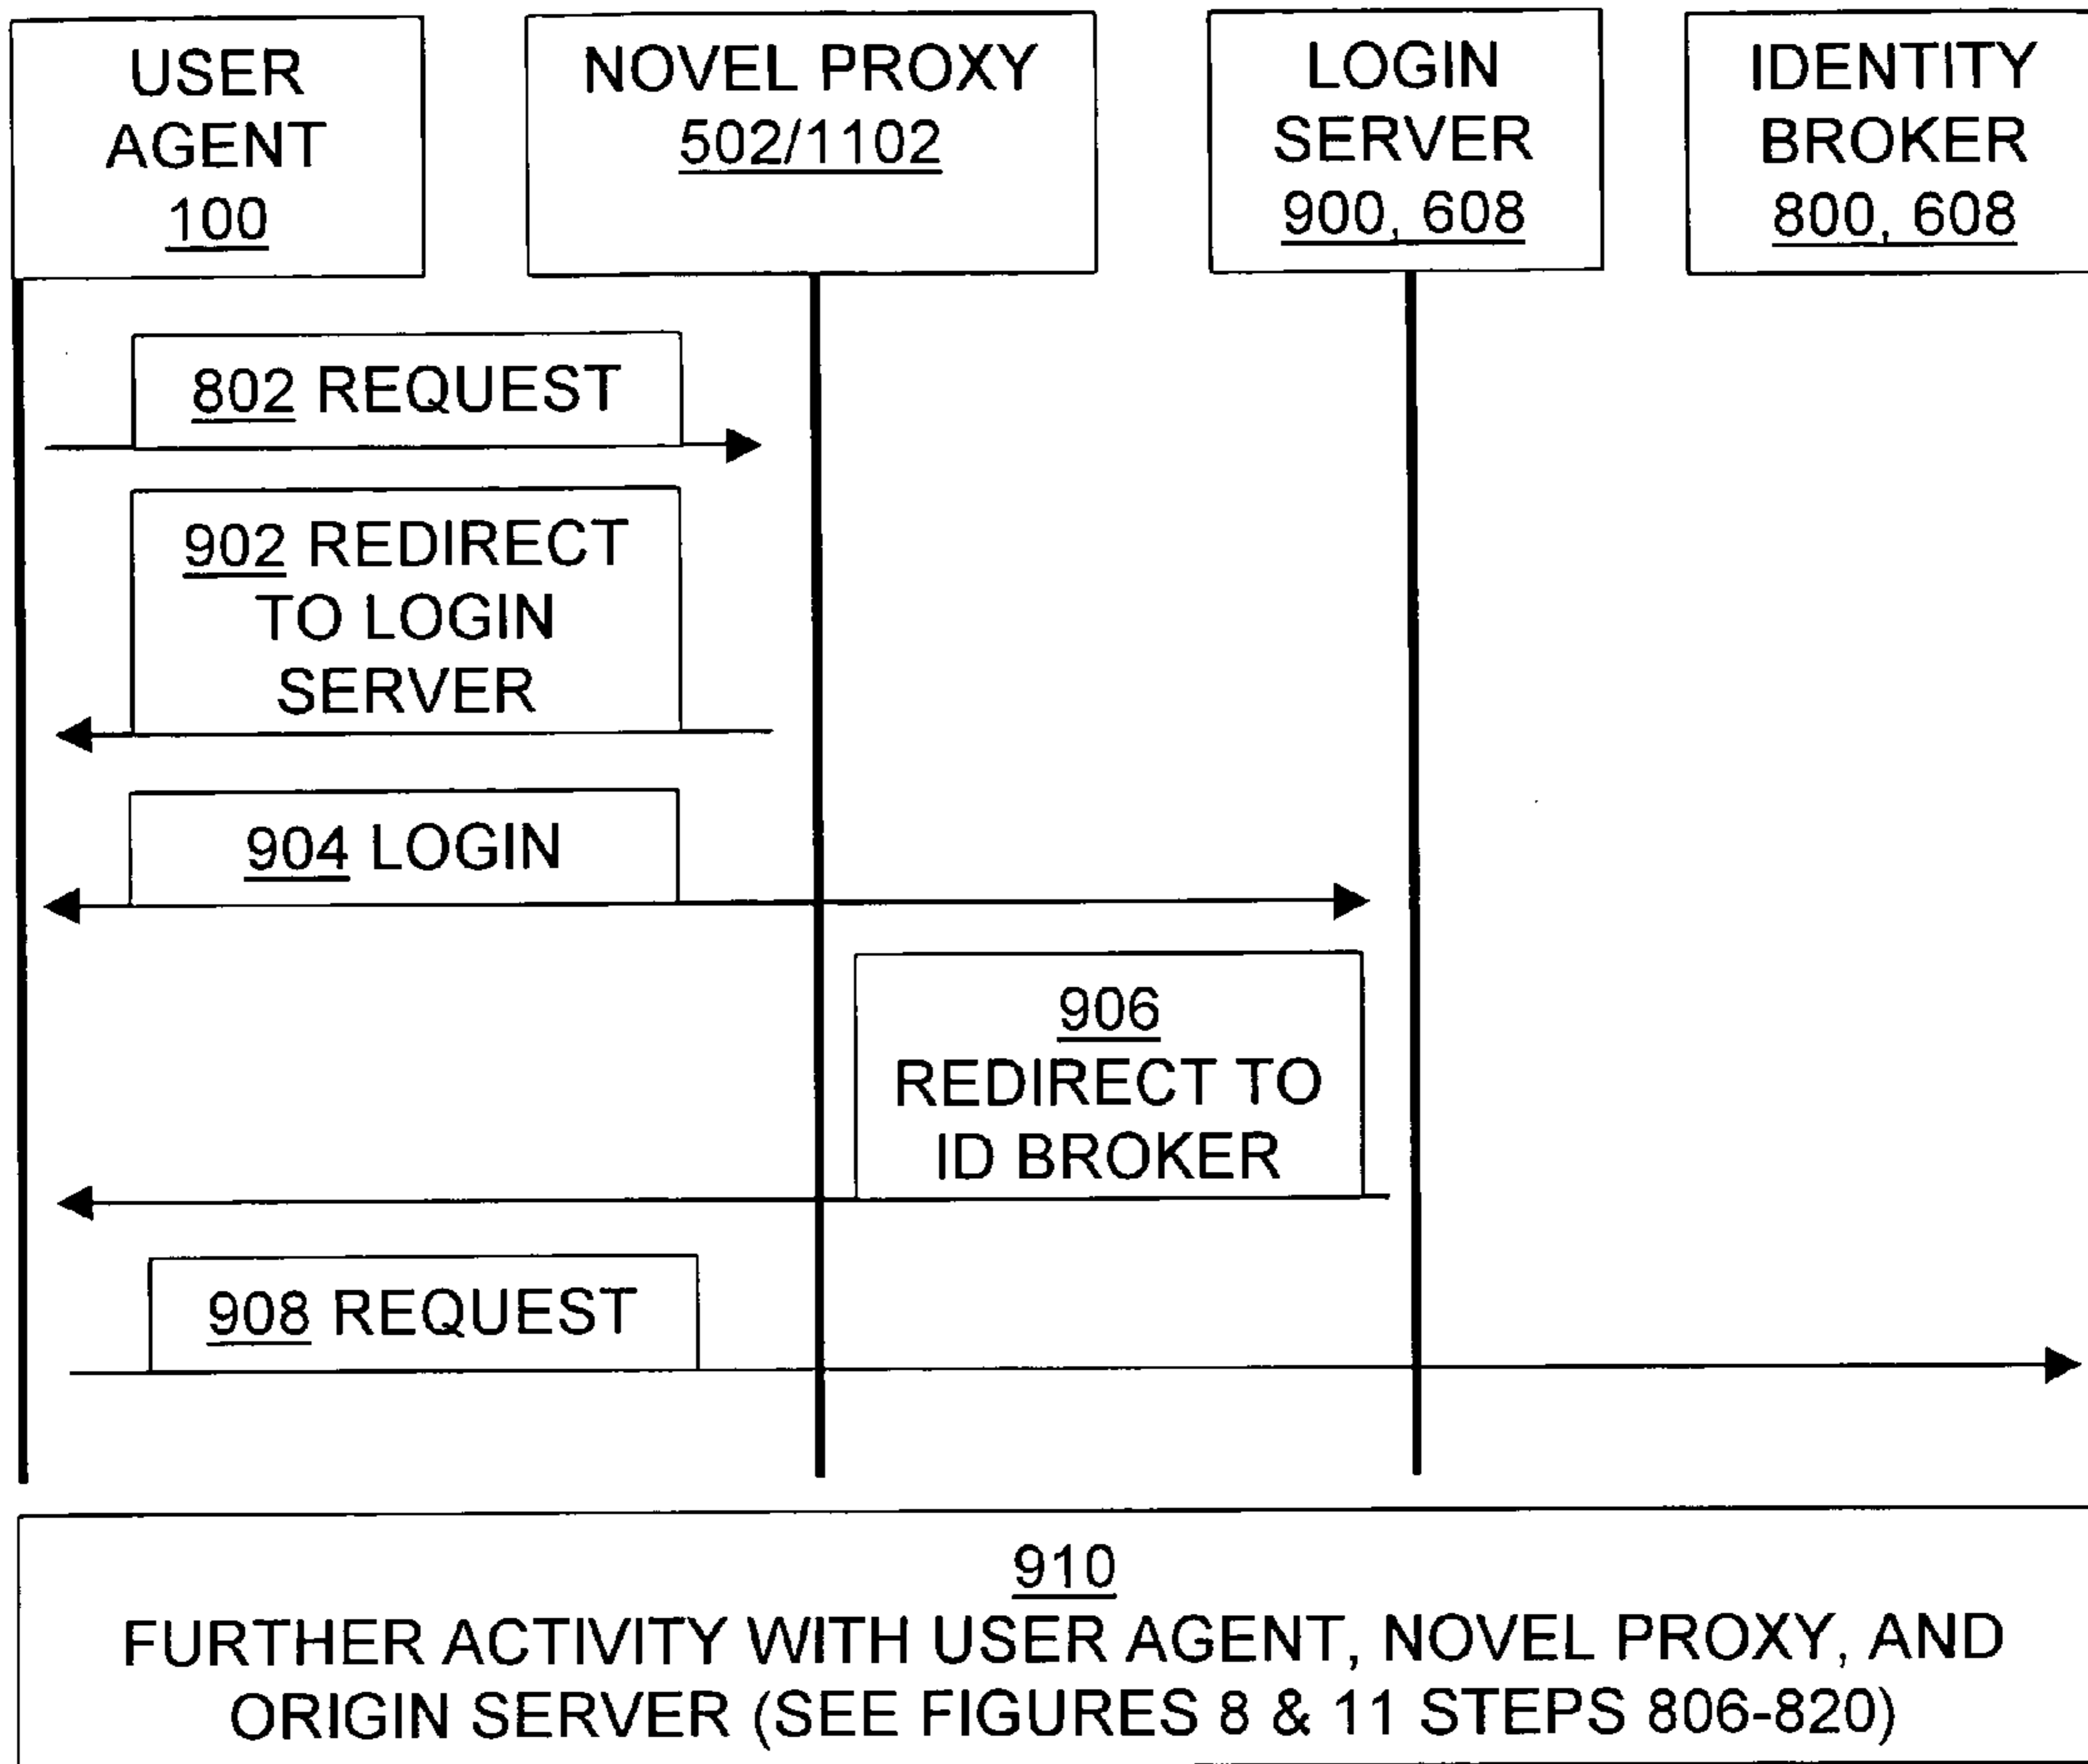 USER
AGENT
100
NOVEL PROXY
502/1102
LOGIN
SERVER
900, 608
IDENTITY
BROKER
800, 608
802 REQUEST
902 REDIRECT
TO LOGIN
SERVER
904 LOGIN
906
REDIRECT TO
ID BROKER
908 REQUEST
910
FURTHER ACTIVITY WITH USER AGENT, NOVEL PROXY, AND
ORIGIN SERVER (SEE FIGURES 8 & 11 STEPS 806-820)